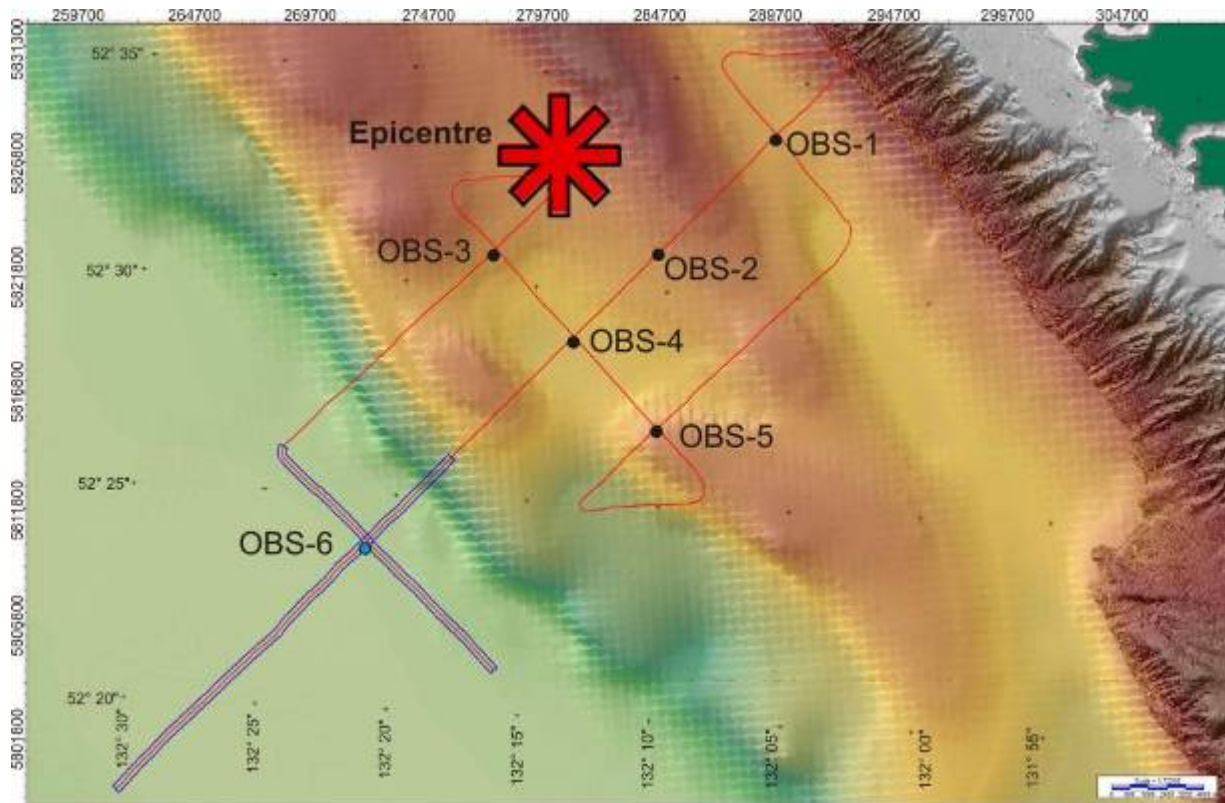 259700 264700 269700 274700 279700 284700 289700 294700 299700 304700
5831300
52° 35"
Epicentre
OBS-1
5826800
OBS-3
OBS-2
52° 30"
5821800
OBS-4
5816800
OBS-5
52° 25"
5811800
OBS-6
5806800
52° 20"
5801800
132° 30" 132° 25" 132° 20" 132° 15" 132° 10" 132° 05" 132° 00" 131° 55"